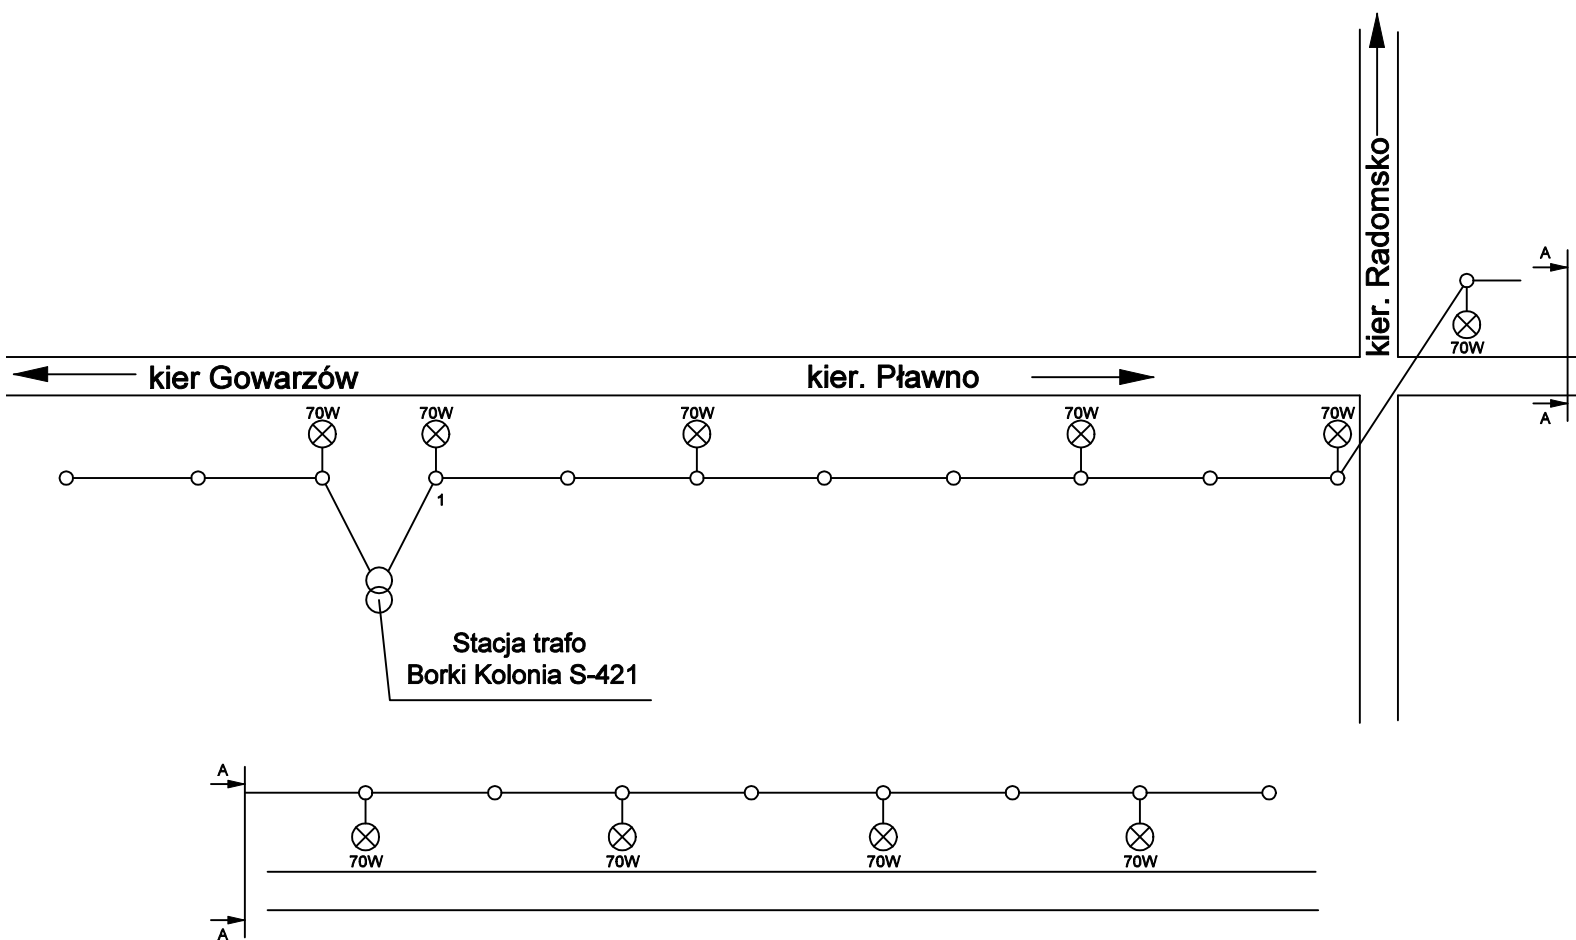 kier. Radomsko
A
70W
kier Gowarzów
kier. Pławno
A
70W
70W
70W
70W
70W
1
Stacja trafo
Borki Kolonia S-421
A
70W
70W
70W
70W
A